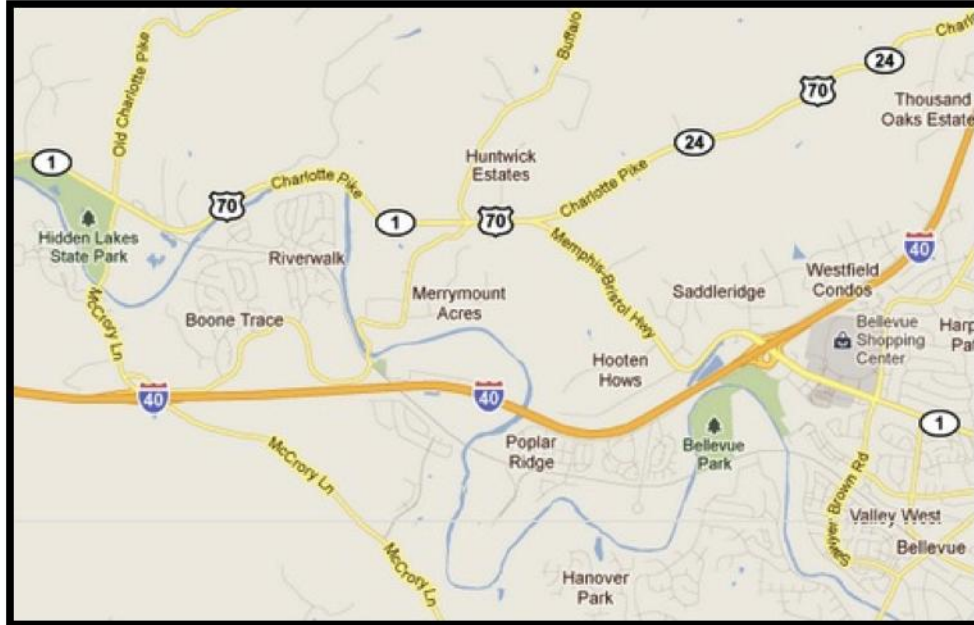 Charlotte
24
70
Thousand
Oaks Estate
Buffalo
Old Charlotte Pike
24
Huntwick
Estates
1
Charlotte Pike
Charlotte Pike
70
1
70
Hidden Lakes
State Park
Riverwalk
Memphis-Bristol Hwy
40
Westfield
Condos
Saddleridge
Merrymount
Acres
McCrory Ln
Boone Trace
Bellevue
Shopping
Center
Harp
Pat
Hooten
Hows
40
40
1
Poplar
Ridge
Bellevue
Park
McCrory Ln
Sawyer Brown Rd
Valley West
Bellevue
McCrory Ln
Hanover
Park